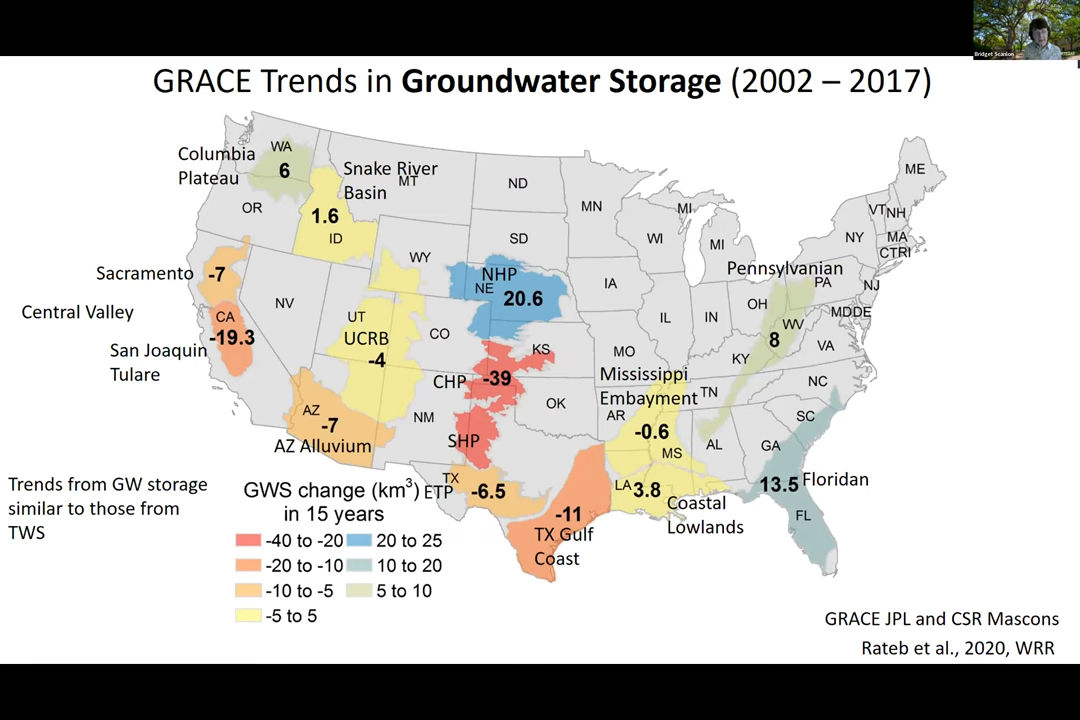 Bridget Scanlon
GRACE Trends in Groundwater Storage (2002 – 2017)
WA
Columbia
Plateau
6
Snake River
Basin
MT
ND
MN
MI
ME
OR
1.6
ID
SD
WI
MI
NY
VT
NH
MA
CT
RI
Sacramento
-7
WY
NHP
NE
20.6
IA
Pennsylvanian
PA
NJ
Central Valley
CA
-19.3
NV
UT
UCRB
-4
CO
IL
IN
OH
WV
MD
DE
8
VA
San Joaquin
Tulare
KS
CHP
-39
MO
KY
Mississippi
Embayment
TN
NC
AZ
-7
AZ Alluvium
NM
OK
AR
-0.6
MS
AL
GA
SC
SHP
Trends from GW storage
similar to those from
TWS
TX
ETP
-6.5
LA
3.8
Coastal
Lowlands
13.5
Floridan
FL
-11
TX Gulf
Coast
GWS change (km³)
in 15 years
-40 to -20
20 to 25
-20 to -10
10 to 20
-10 to -5
5 to 10
-5 to 5
GRACE JPL and CSR Mascons
Rateb et al., 2020, WRR